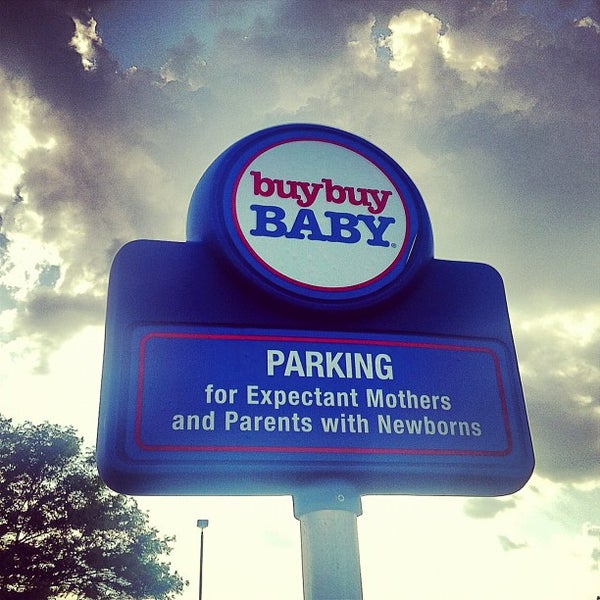 buybuy
BABY®
PARKING
for Expectant Mothers
and Parents with Newborns